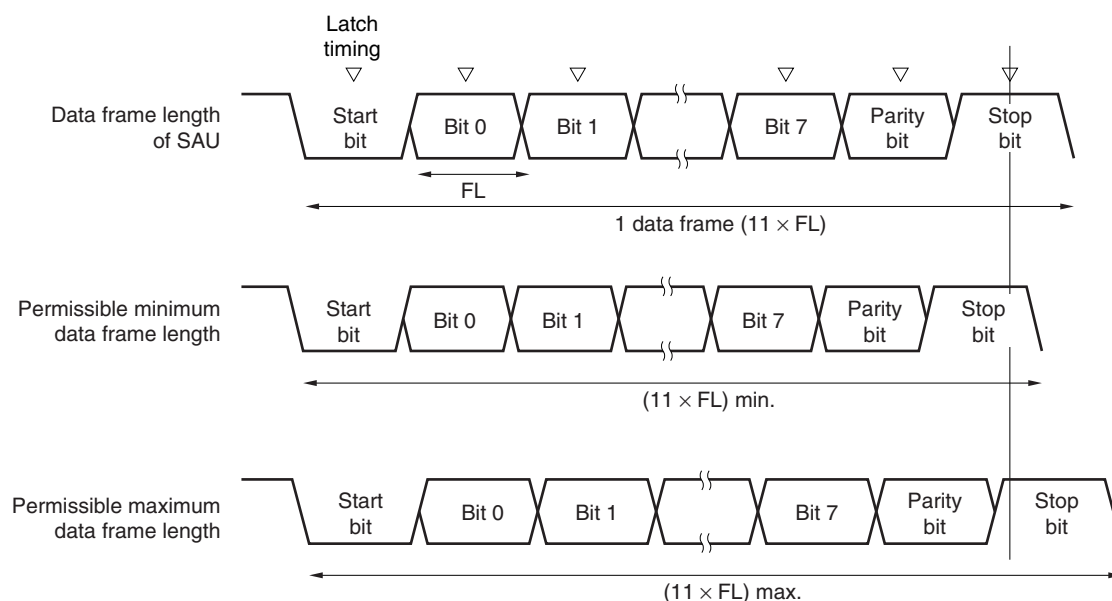 Latch
timing
Data frame length
of SAU
Start
bit
Bit 0
Bit 1
Bit 7
Parity
bit
Stop
bit
FL
1 data frame (11 × FL)
Permissible minimum
data frame length
Start
bit
Bit 0
Bit 1
Bit 7
Parity
bit
Stop
bit
(11 × FL) min.
Permissible maximum
data frame length
Start
bit
Bit 0
Bit 1
Bit 7
Parity
bit
Stop
bit
(11 × FL) max.